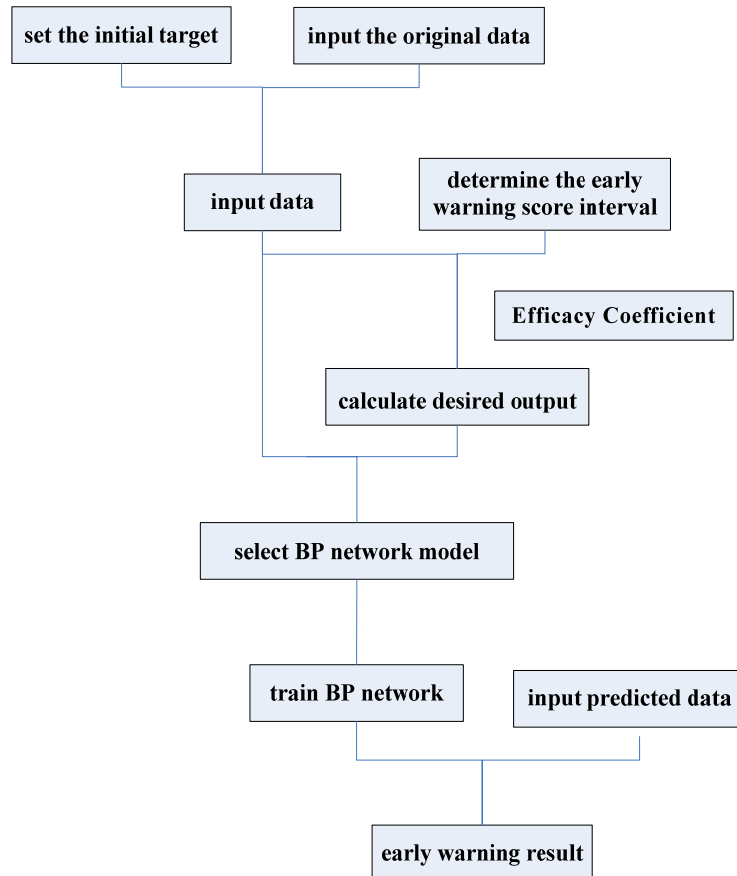 set the initial target
input the original data
input data
determine the early
warning score interval
Efficacy Coefficient
calculate desired output
select BP network model
train BP network
input predicted data
early warning result